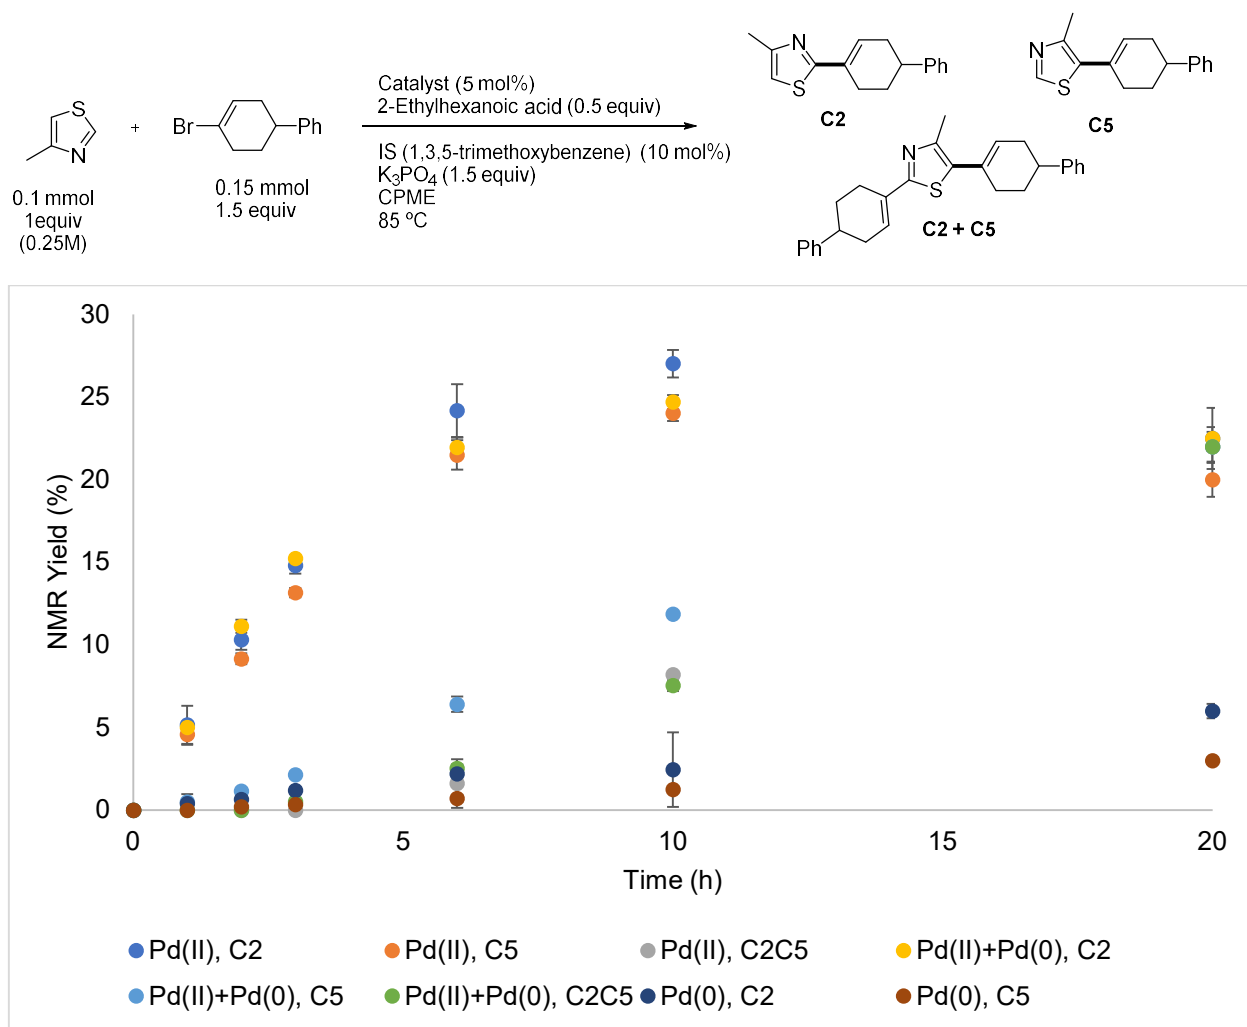 S
N
+
Br
Ph
0.1 mmol
1equiv
(0.25M)
0.15 mmol
1.5 equiv
Catalyst (5 mol%)
2-Ethylhexanoic acid (0.5 equiv)
IS (1,3,5-trimethoxybenzene) (10 mol%)
K₃PO₄ (1.5 equiv)
CPME
85 ºC
N
S
Ph
C2
N
S
Ph
C5
N
S
Ph
Ph
C2 + C5
30
25
20
15
10
5
0
NMR Yield (%)
0
5
10
15
20
Time (h)
Pd(II), C2
Pd(II), C5
Pd(II), C2C5
Pd(II)+Pd(0), C2
Pd(II)+Pd(0), C5
Pd(II)+Pd(0), C2C5
Pd(0), C2
Pd(0), C5